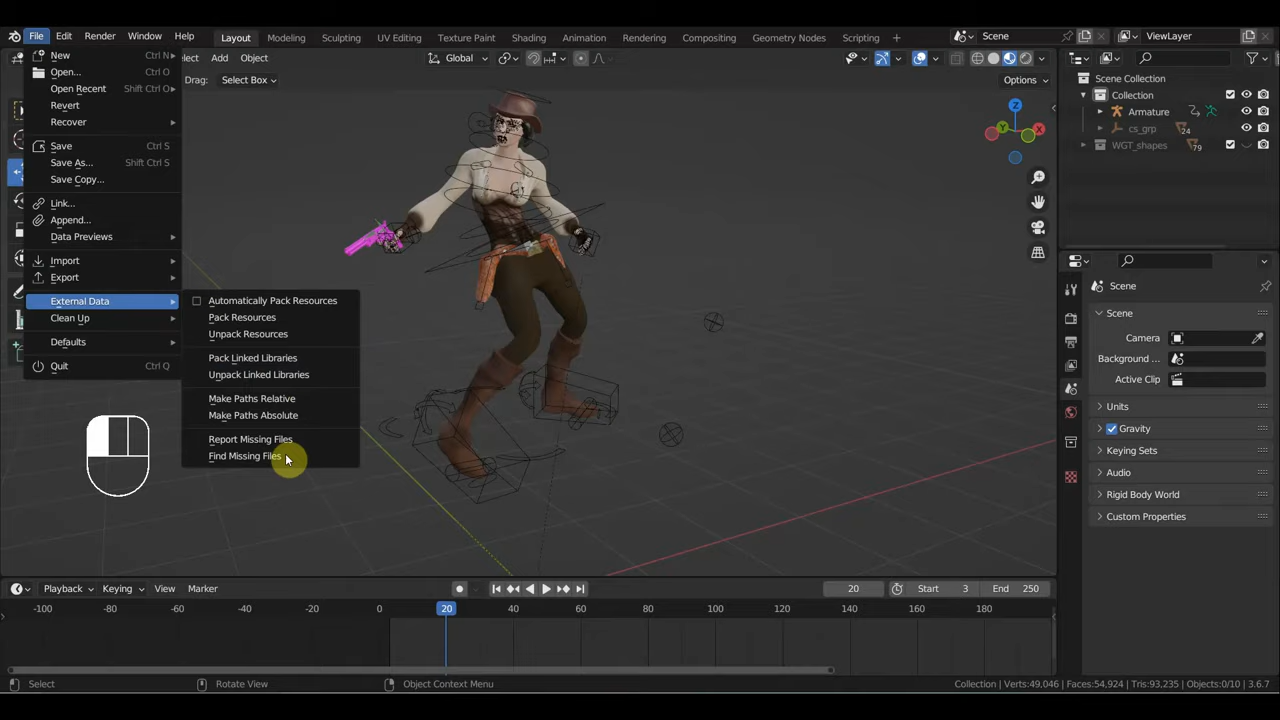 File Edit Render Window Help Layout Modeling Sculpting UV Editing Texture Paint Shading Animation Rendering Compositing Geometry Nodes Scripting + Scene ViewLayer
New Ctrl N
Open... Ctrl O
Open Recent Shift Ctrl O
Revert
Recover
Save Ctrl S
Save As... Shift Ctrl S
Save Copy...
Link...
Append...
Data Previews
Import
Export
External Data
Clean Up
Defaults
Quit Ctrl Q
Automatically Pack Resources
Pack Resources
Unpack Resources
Pack Linked Libraries
Unpack Linked Libraries
Make Paths Relative
Make Paths Absolute
Report Missing Files
Find Missing Files
lect Add Object Global
Drag: Select Box Options
Z
Y X
Scene Collection
Collection
Armature
cs_grp 24
WGT_shapes 79
Scene
Scene
Camera
Background ...
Active Clip
Units
Gravity
Keying Sets
Audio
Rigid Body World
Custom Properties
Playback Keying View Marker 20 Start 3 End 250
-100 -80 -60 -40 -20 0 20 40 60 80 100 120 140 160 180
Select Rotate View Object Context Menu Collection | Verts:49,046 | Faces:54,924 | Tris:93,235 | Objects:0/10 | 3.6.7